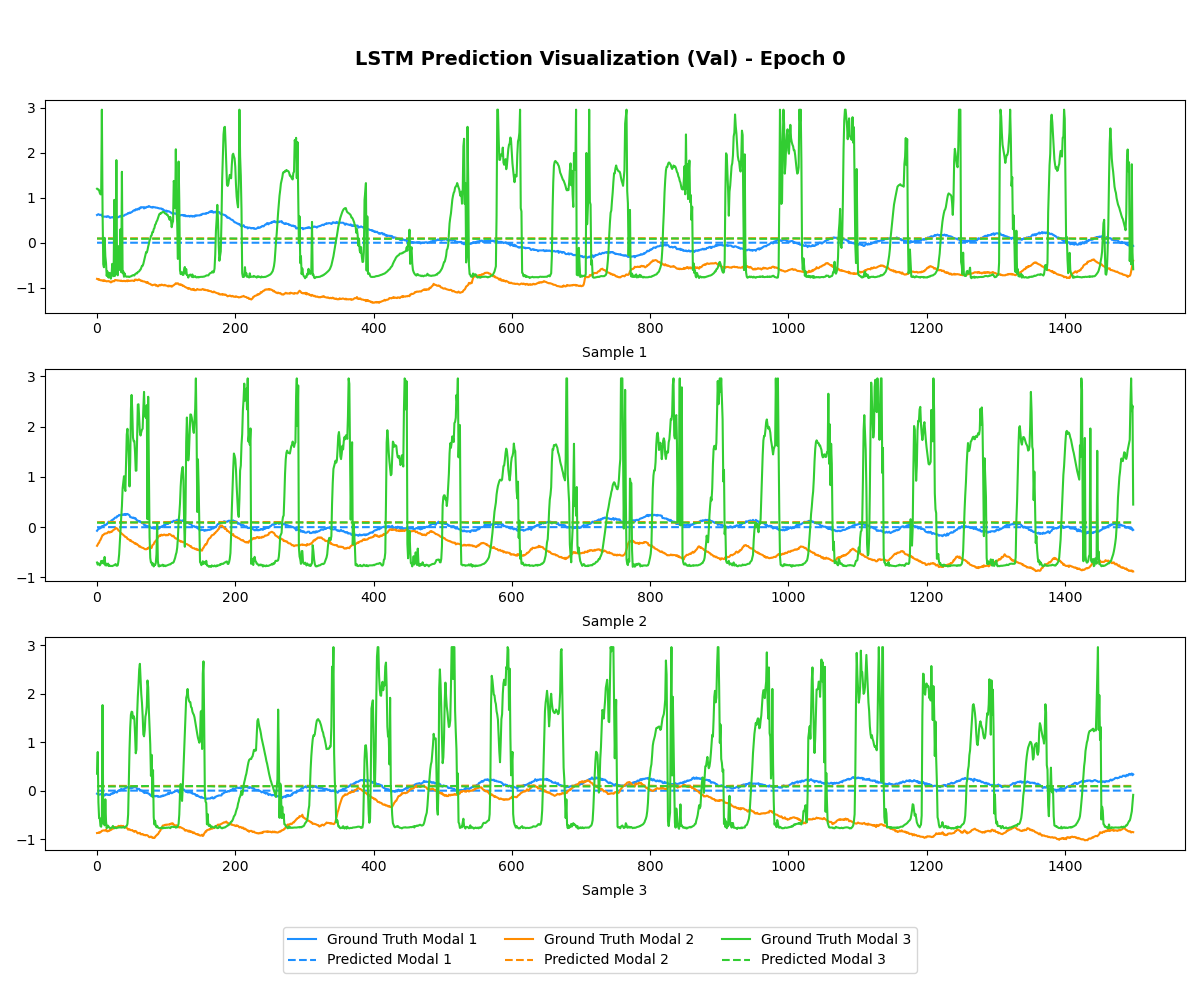 LSTM Prediction Visualization (Val) - Epoch 0
3
2
1
0
−1
0 200 400 600 800 1000 1200 1400
Sample 1
3
2
1
0
−1
0 200 400 600 800 1000 1200 1400
Sample 2
3
2
1
0
−1
0 200 400 600 800 1000 1200 1400
Sample 3
Ground Truth Modal 1 Ground Truth Modal 2 Ground Truth Modal 3
Predicted Modal 1 Predicted Modal 2 Predicted Modal 3